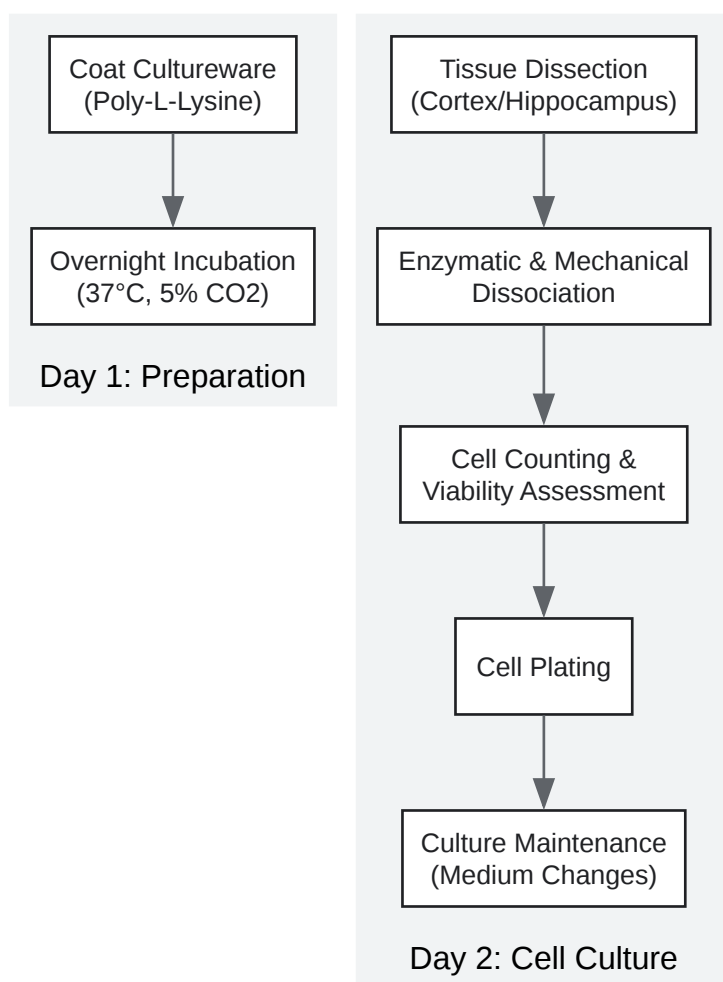 Coat Cultureware
(Poly-L-Lysine)
Overnight Incubation
(37°C, 5% CO2)
Day 1: Preparation
Tissue Dissection
(Cortex/Hippocampus)
Enzymatic & Mechanical
Dissociation
Cell Counting &
Viability Assessment
Cell Plating
Culture Maintenance
(Medium Changes)
Day 2: Cell Culture